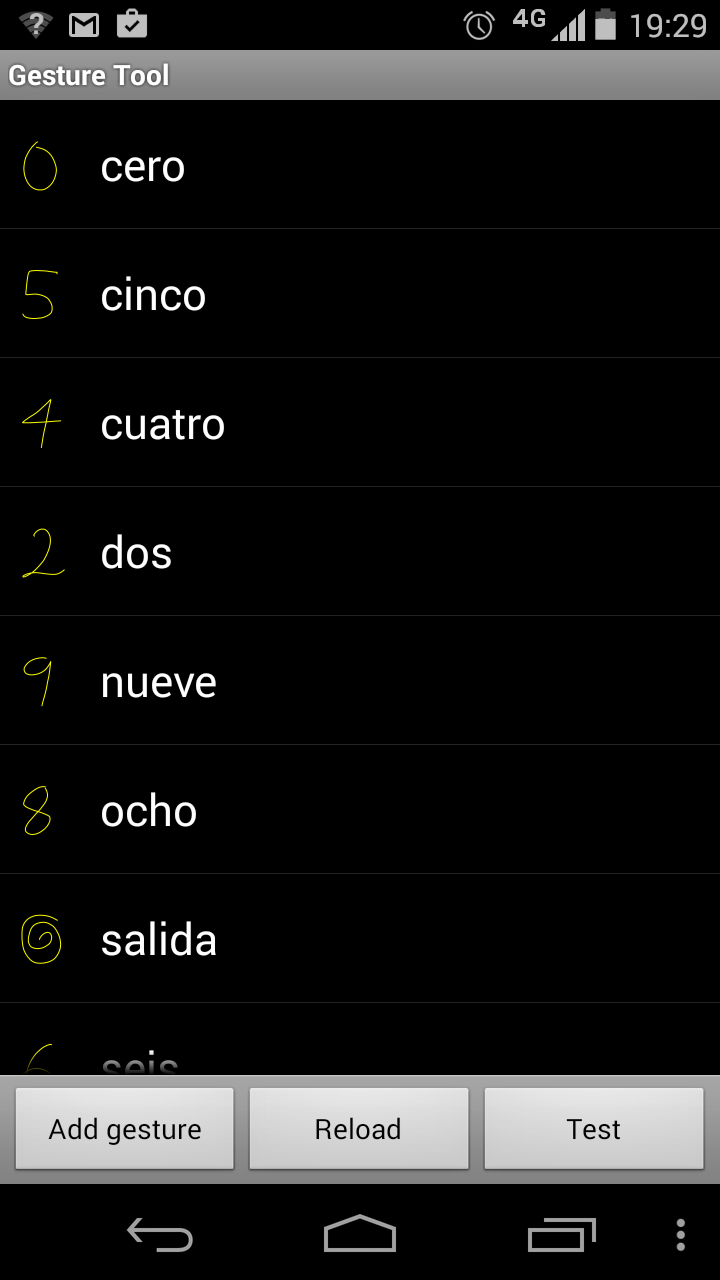 4G 19:29
Gesture Tool
0 cero
5 cinco
4 cuatro
2 dos
9 nueve
8 ocho
salida
6 seis
Add gesture Reload Test